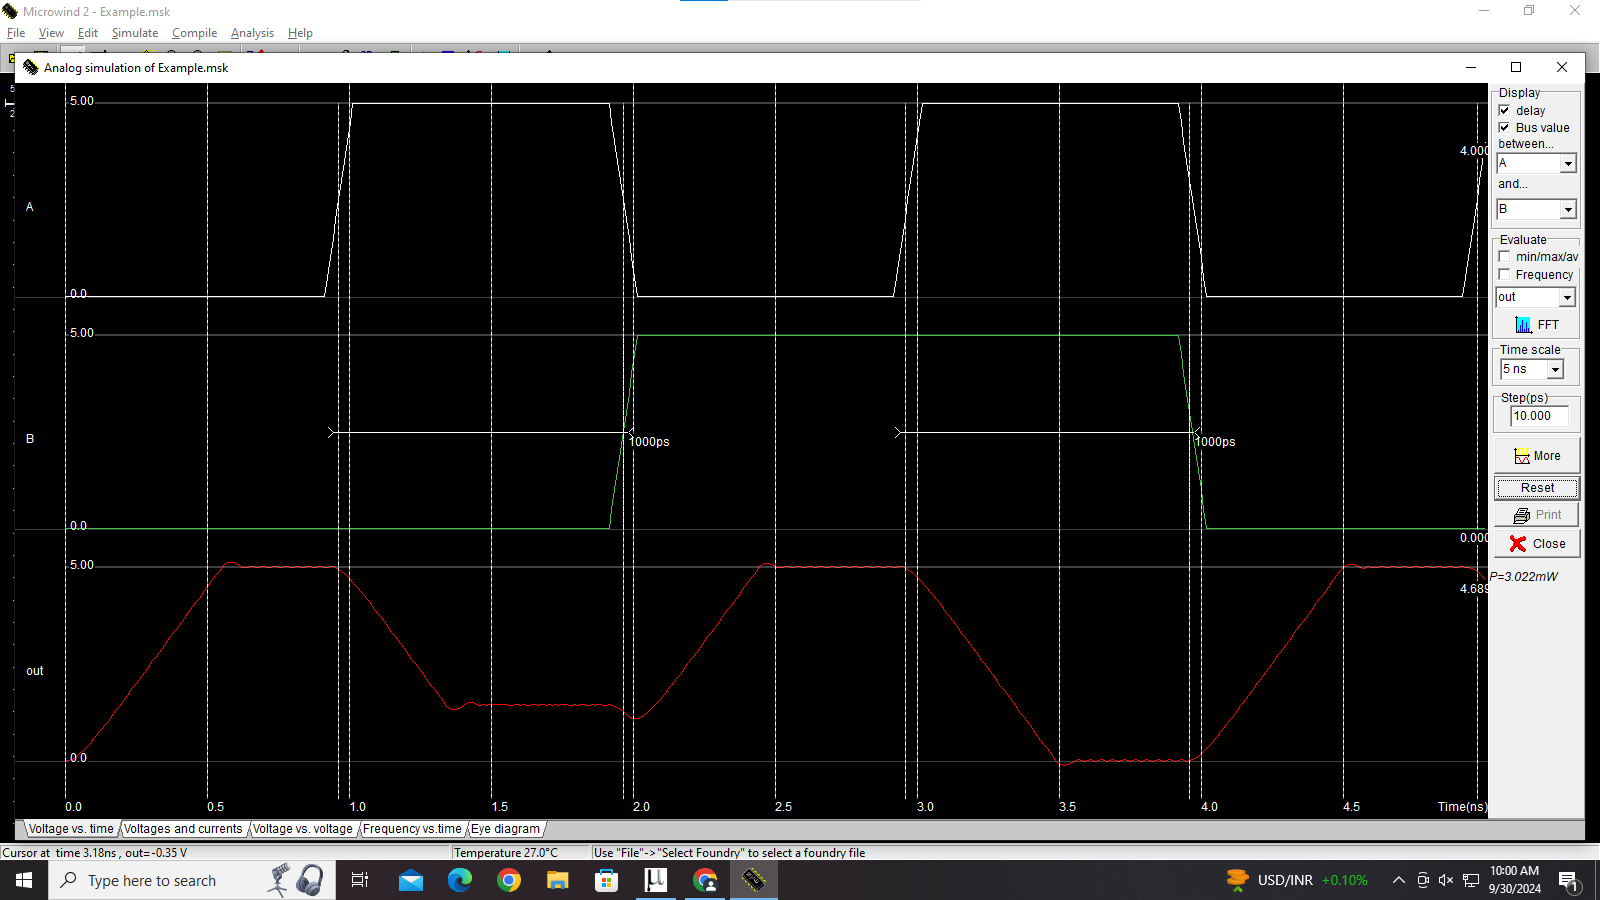 Microwind 2 - Example.msk
File View Edit Simulate Compile Analysis Help
Analog simulation of Example.msk
5.00
A
0.0
4.000
5.00
B
1000ps
1000ps
0.0
0.000
5.00
4.689
out
0.0
0.0 0.5 1.0 1.5 2.0 2.5 3.0 3.5 4.0 4.5 Time(ns)
Display
delay
Bus value
between...
A
and...
B
Evaluate
min/max/av
Frequency
out
FFT
Time scale
5 ns
Step(ps)
10.000
More
Reset
Print
Close
P=3.022mW
Voltage vs. time Voltages and currents Voltage vs. voltage Frequency vs.time Eye diagram
Cursor at time 3.18ns , out=-0.35 V Temperature 27.0°C Use "File"->"Select Foundry" to select a foundry file
Type here to search
USD/INR +0.10%
10:00 AM
9/30/2024
1